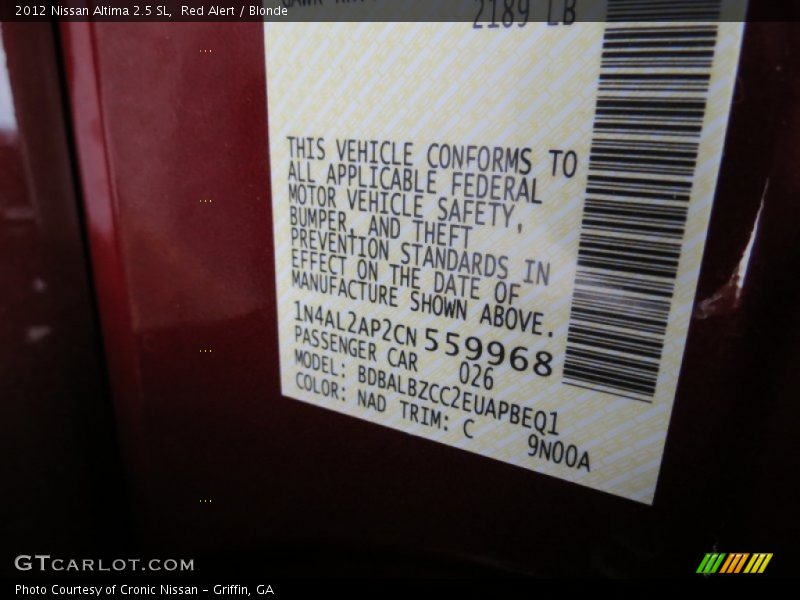 2012 Nissan Altima 2.5 SL, Red Alert / Blonde
2189 LB
THIS VEHICLE CONFORMS TO
ALL APPLICABLE FEDERAL
MOTOR VEHICLE SAFETY,
BUMPER, AND THEFT
PREVENTION STANDARDS IN
EFFECT ON THE DATE OF
MANUFACTURE SHOWN ABOVE.
1N4AL2AP2CN559968
PASSENGER CAR 026
MODEL: BDBALBZCC2EUAPBEQ1
COLOR: NAD TRIM: C 9N00A
GTCARLOT.COM
Photo Courtesy of Cronic Nissan - Griffin, GA